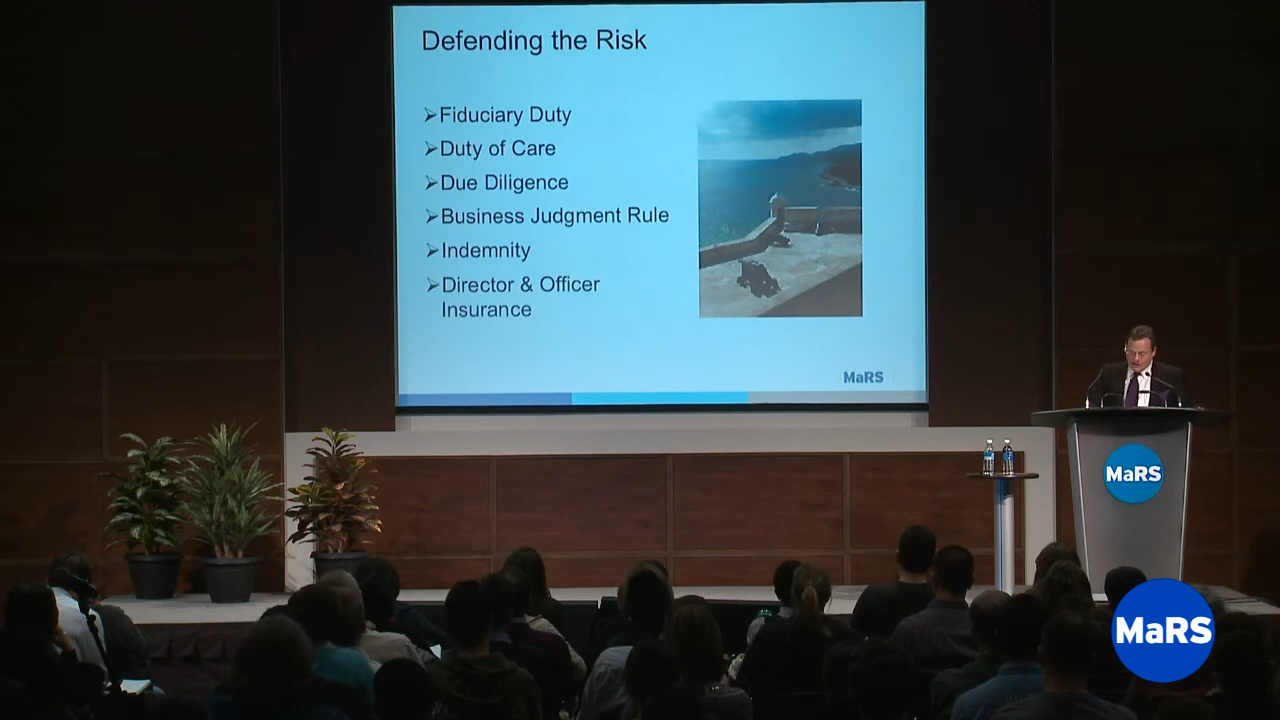 Defending the Risk
➢Fiduciary Duty
➢Duty of Care
➢Due Diligence
➢Business Judgment Rule
➢Indemnity
➢Director & Officer
Insurance
MaRS
MaRS
MaRS